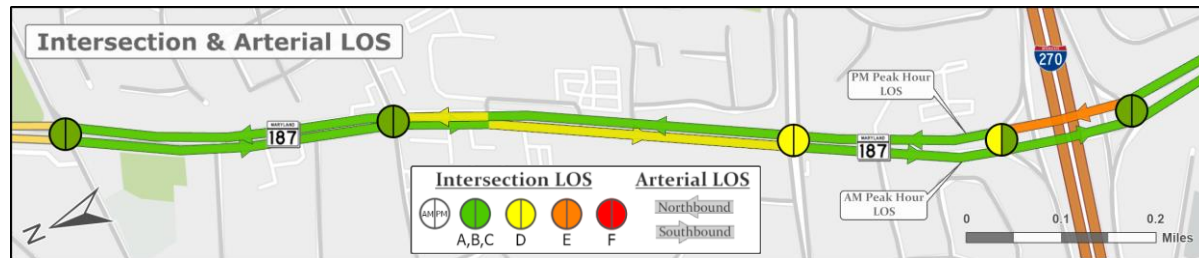 Intersection & Arterial LOS
INTERSTATE
270
PM Peak Hour
LOS
MARYLAND
187
MARYLAND
187
AM Peak Hour
LOS
N
Intersection LOS
AM PM
A,B,C
D
E
F
Arterial LOS
Northbound
Southbound
0 0.1 0.2
Miles